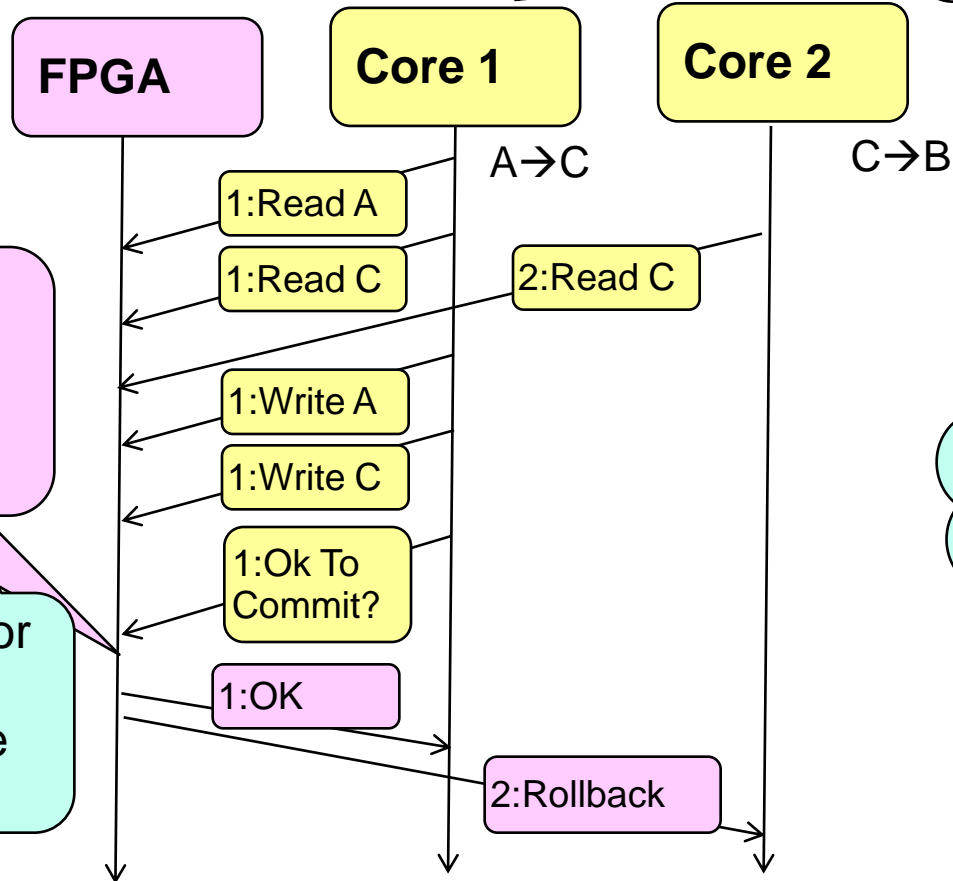 FPGA
Core 1
Core 2
A→C
C→B
1:Read A
1:Read C
2:Read C
1:Write A
1:Write C
1:Ok To
Commit?
or
1:OK
e
2:Rollback